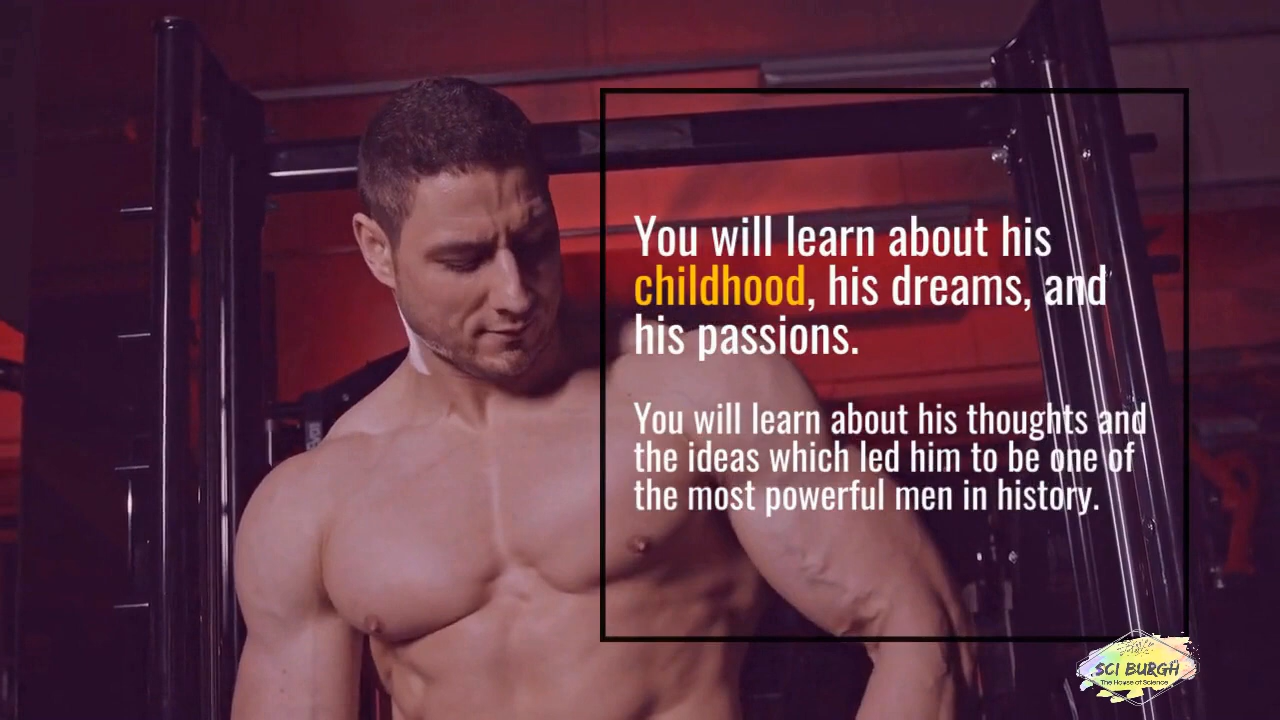 You will learn about his
childhood, his dreams, and
his passions.
You will learn about his thoughts and
the ideas which led him to be one of
the most powerful men in history.
SCI BURGH
The House of Science